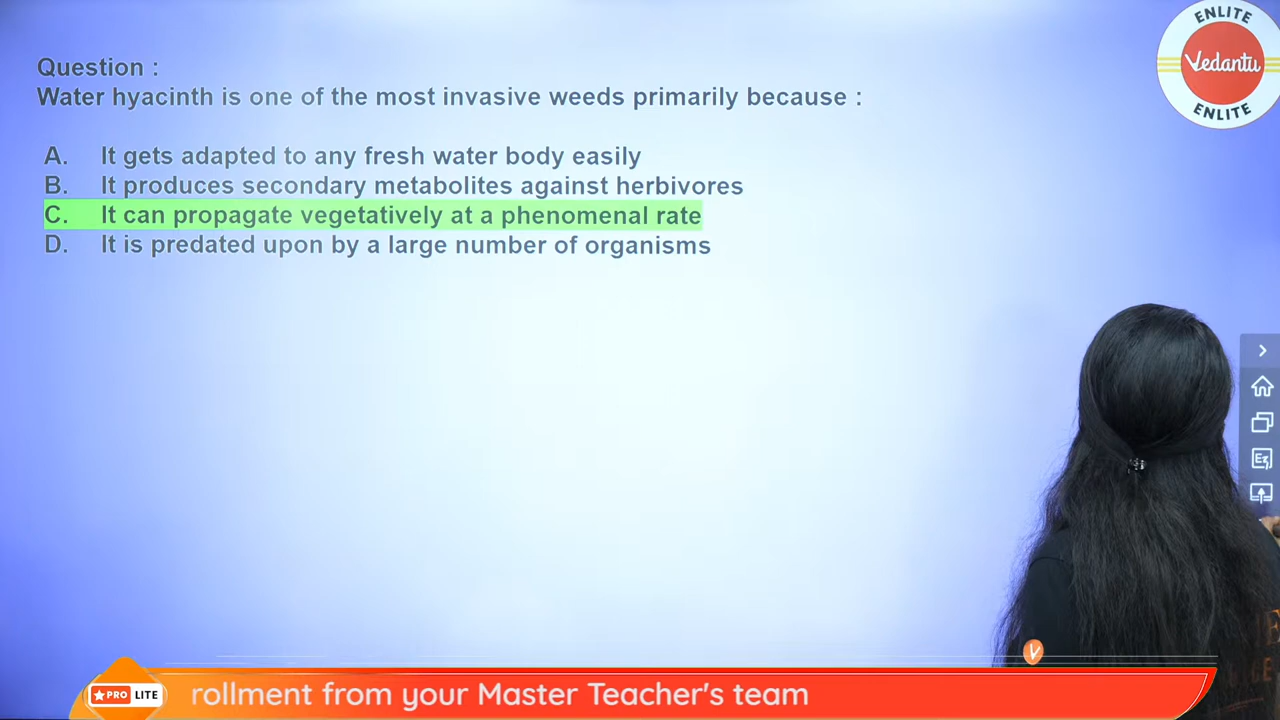 ENLITE
Vedantu
ENLITE
Question :
Water hyacinth is one of the most invasive weeds primarily because :
A. It gets adapted to any fresh water body easily
B. It produces secondary metabolites against herbivores
C. It can propagate vegetatively at a phenomenal rate
D. It is predated upon by a large number of organisms
PRO LITE
rollment from your Master Teacher's team